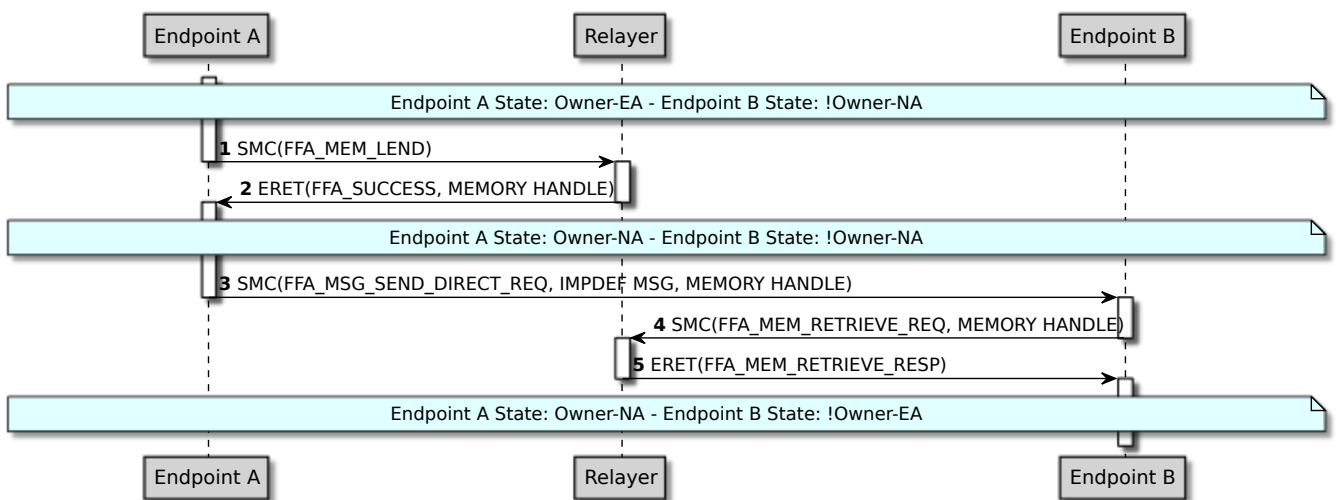 Endpoint A
Relayer
Endpoint B
Endpoint A State: Owner-EA - Endpoint B State: !Owner-NA
1 SMC(FFA_MEM_LEND)
2 ERET(FFA_SUCCESS, MEMORY HANDLE)
Endpoint A State: Owner-NA - Endpoint B State: !Owner-NA
3 SMC(FFA_MSG_SEND_DIRECT_REQ, IMPDEF MSG, MEMORY HANDLE)
4 SMC(FFA_MEM_RETRIEVE_REQ, MEMORY HANDLE)
5 ERET(FFA_MEM_RETRIEVE_RESP)
Endpoint A State: Owner-NA - Endpoint B State: !Owner-EA
Endpoint A
Relayer
Endpoint B